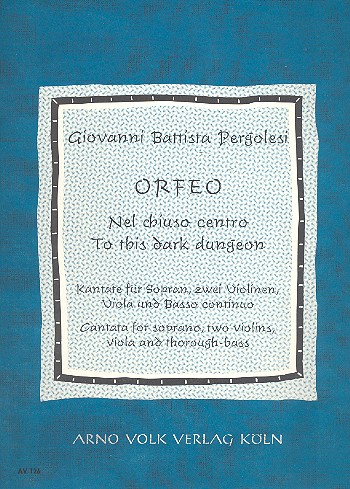 Giovanni Battista Pergolesi
ORFEO
Nel chiuso centro
To this dark dungeon
Kantate für Sopran, zwei Violinen,
Viola und Basso continuo
Cantata for soprano, two violins,
viola and thorough-bass
ARNO VOLK VERLAG KÖLN
AV 136